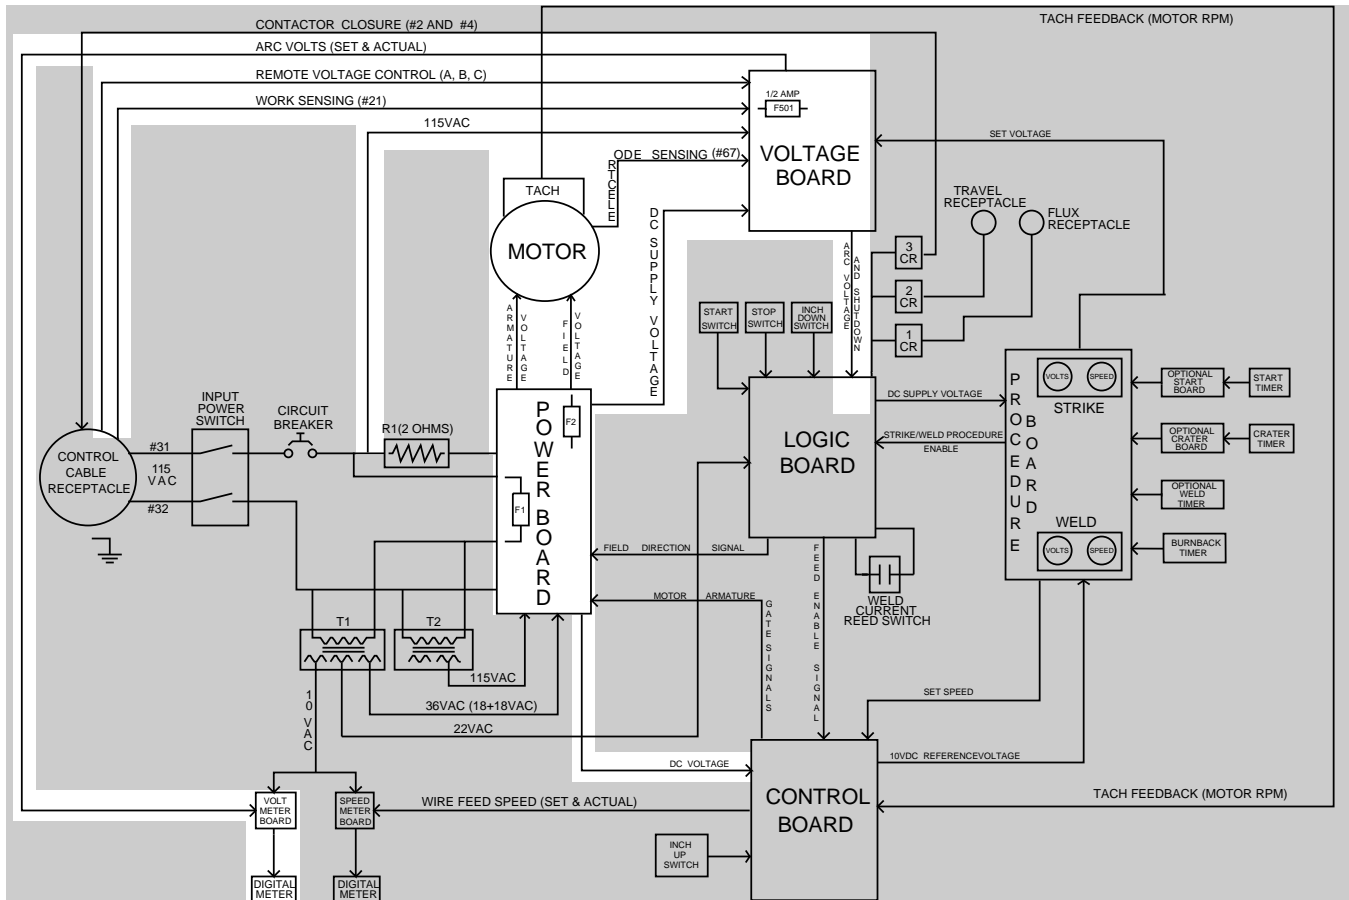 CONTACTOR CLOSURE (#2 AND #4)
TACH FEEDBACK (MOTOR RPM)
ARC VOLTS (SET & ACTUAL)
REMOTE VOLTAGE CONTROL (A, B, C)
WORK SENSING (#21)
115VAC
1/2 AMP
F501
VOLTAGE
BOARD
SET VOLTAGE
ODE SENSING (#67)
RTCELE
TACH
MOTOR
DC SUPPLY VOLTAGE
TRAVEL
RECEPTACLE
FLUX
RECEPTACLE
3
CR
2
CR
1
CR
ARC VOLTAGE
AND SHUTDOWN
START
SWITCH
STOP
SWITCH
INCH
DOWN
SWITCH
ARMATURE
VOLTAGE
FIELD
VOLTAGE
INPUT
POWER
SWITCH
CIRCUIT
BREAKER
R1(2 OHMS)
F2
POWER BOARD
F1
CONTROL
CABLE
RECEPTACLE
#31
115
VAC
#32
LOGIC
BOARD
DC SUPPLY VOLTAGE
STRIKE/WELD PROCEDURE
ENABLE
PROCEDURE
BOARD
VOLTS
SPEED
STRIKE
WELD
VOLTS
SPEED
OPTIONAL
START
BOARD
START
TIMER
OPTIONAL
CRATER
BOARD
CRATER
TIMER
OPTIONAL
WELD
TIMER
BURNBACK
TIMER
FIELD DIRECTION SIGNAL
MOTOR ARMATURE
GATE SIGNALS
FEED ENABLE SIGNAL
WELD
CURRENT
REED SWITCH
T1
T2
115VAC
36VAC (18+18VAC)
22VAC
10 VAC
SET SPEED
10VDC REFERENCEVOLTAGE
DC VOLTAGE
TACH FEEDBACK (MOTOR RPM)
CONTROL
BOARD
WIRE FEED SPEED (SET & ACTUAL)
VOLT
METER
BOARD
SPEED
METER
BOARD
INCH
UP
SWITCH
DIGITAL
METER
DIGITAL
METER